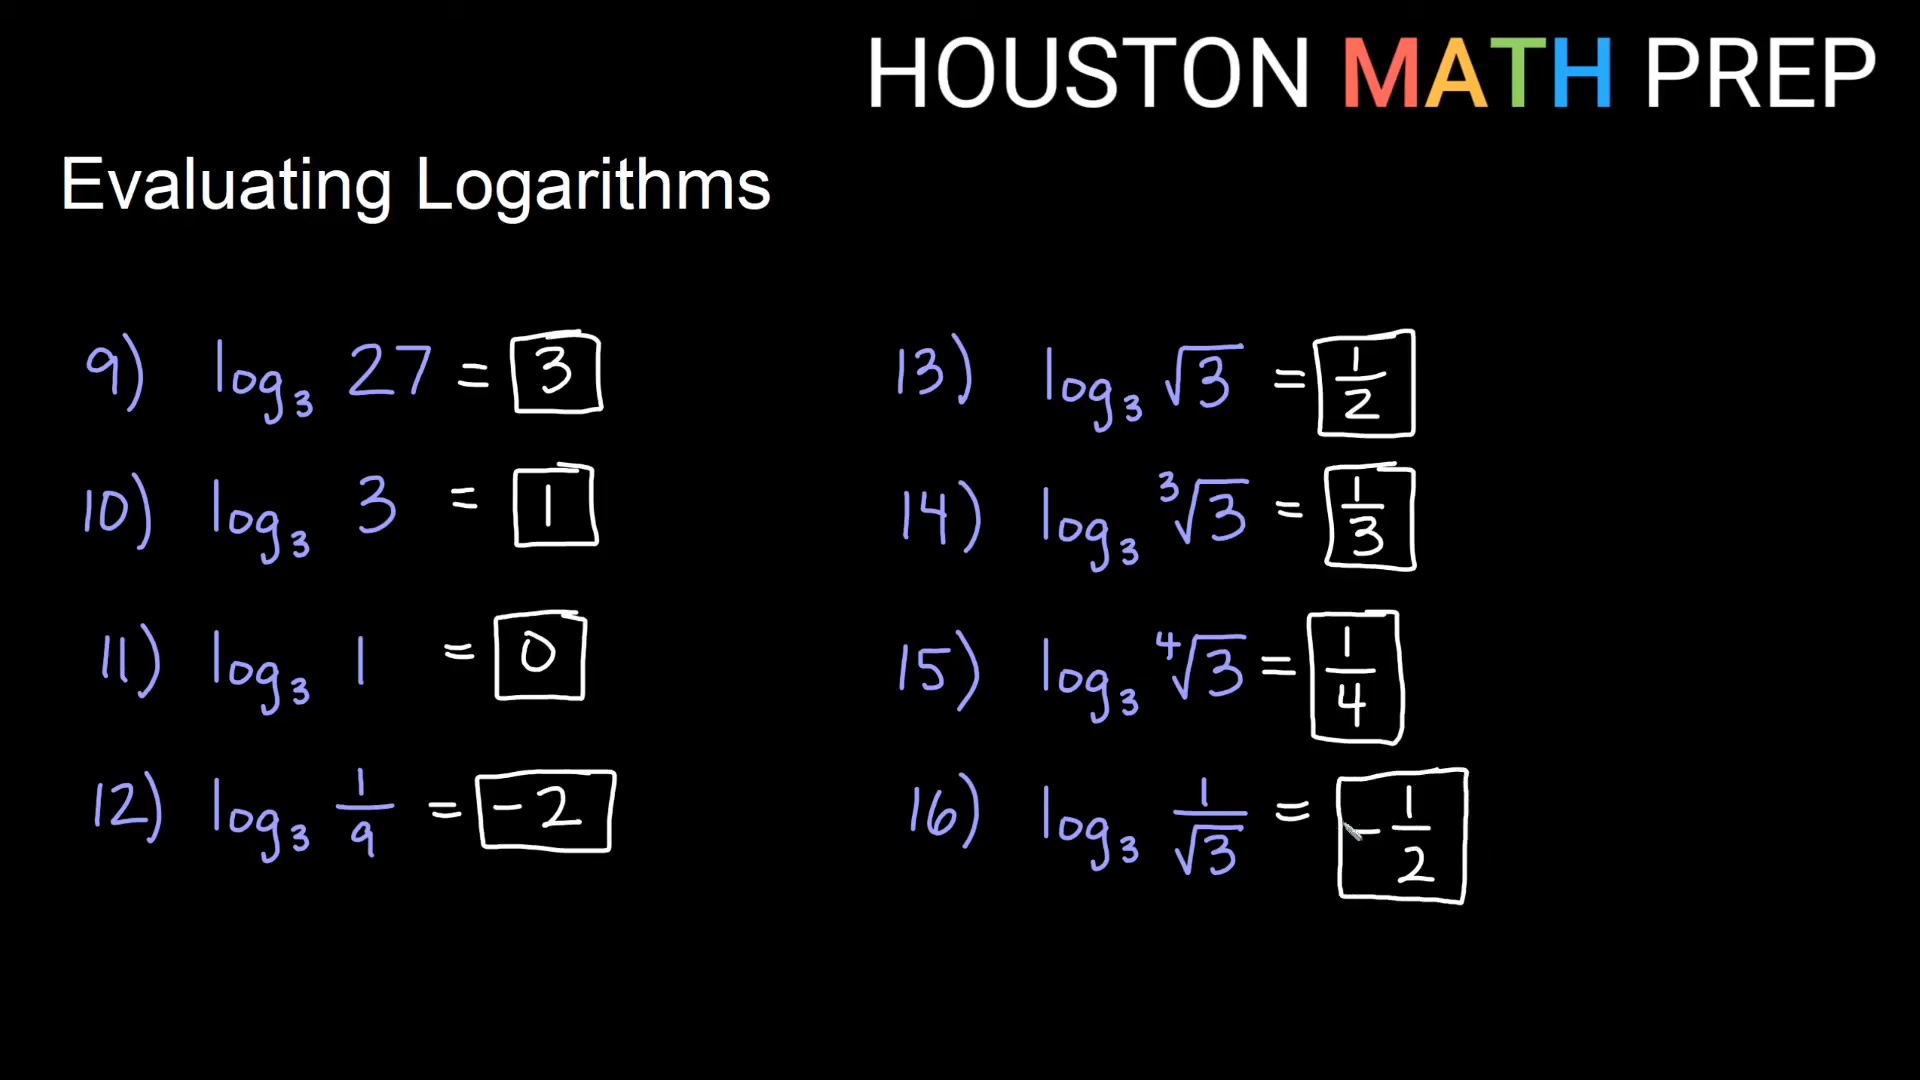 HOUSTON MATH PREP
Evaluating Logarithms
9) log₃ 27 = 3
10) log₃ 3 = 1
11) log₃ 1 = 0
12) log₃ 1/9 = -2
13) log₃ √3 = 1/2
14) log₃ ³√3 = 1/3
15) log₃ ⁴√3 = 1/4
16) log₃ 1/√3 = -1/2